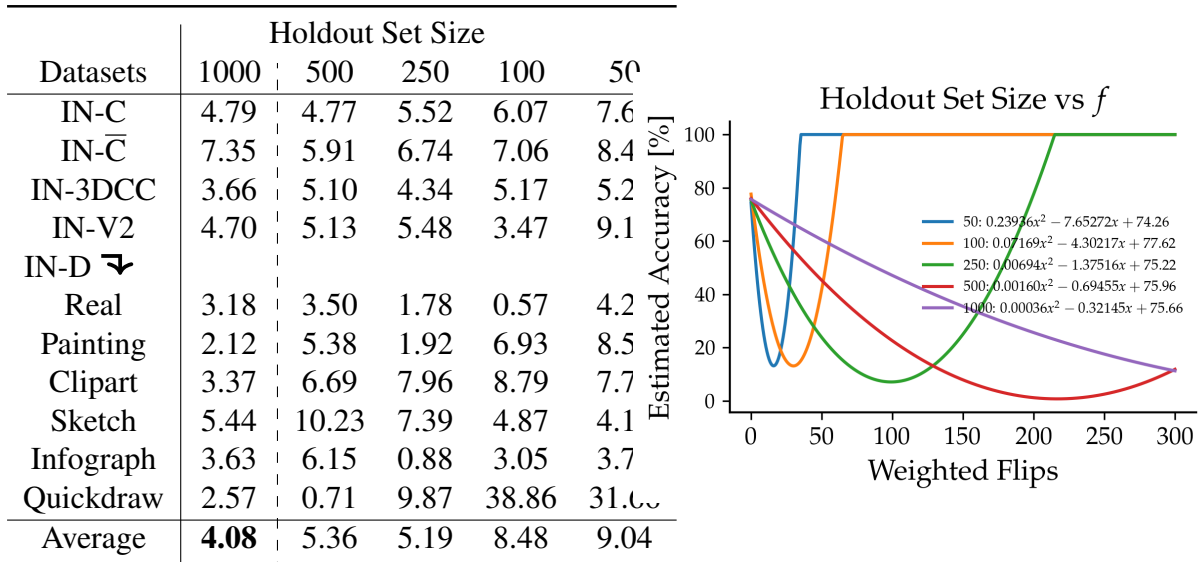 Holdout Set Size
Datasets 1000 500 250 100
IN-C 4.79 4.77 5.52 6.07
IN-C̅ 7.35 5.91 6.74 7.06
IN-3DCC 3.66 5.10 4.34 5.17
IN-V2 4.70 5.13 5.48 3.47
IN-D
Real 3.18 3.50 1.78 0.57
Painting 2.12 5.38 1.92 6.93
Clipart 3.37 6.69 7.96 8.79
Sketch 5.44 10.23 7.39 4.87
Infograph 3.63 6.15 0.88 3.05
Quickdraw 2.57 0.71 9.87 38.86
Average 4.08 5.36 5.19 8.48 9.04
Holdout Set Size vs f
Estimated Accuracy [%]
100
80
60
40
20
0
50: 0.23936x² − 7.65272x + 74.26
100: 0.07169x² − 4.30217x + 77.62
250: 0.00694x² − 1.37516x + 75.22
500: 0.00160x² − 0.69455x + 75.96
1000: 0.00036x² − 0.32145x + 75.66
0 50 100 150 200 250 300
Weighted Flips